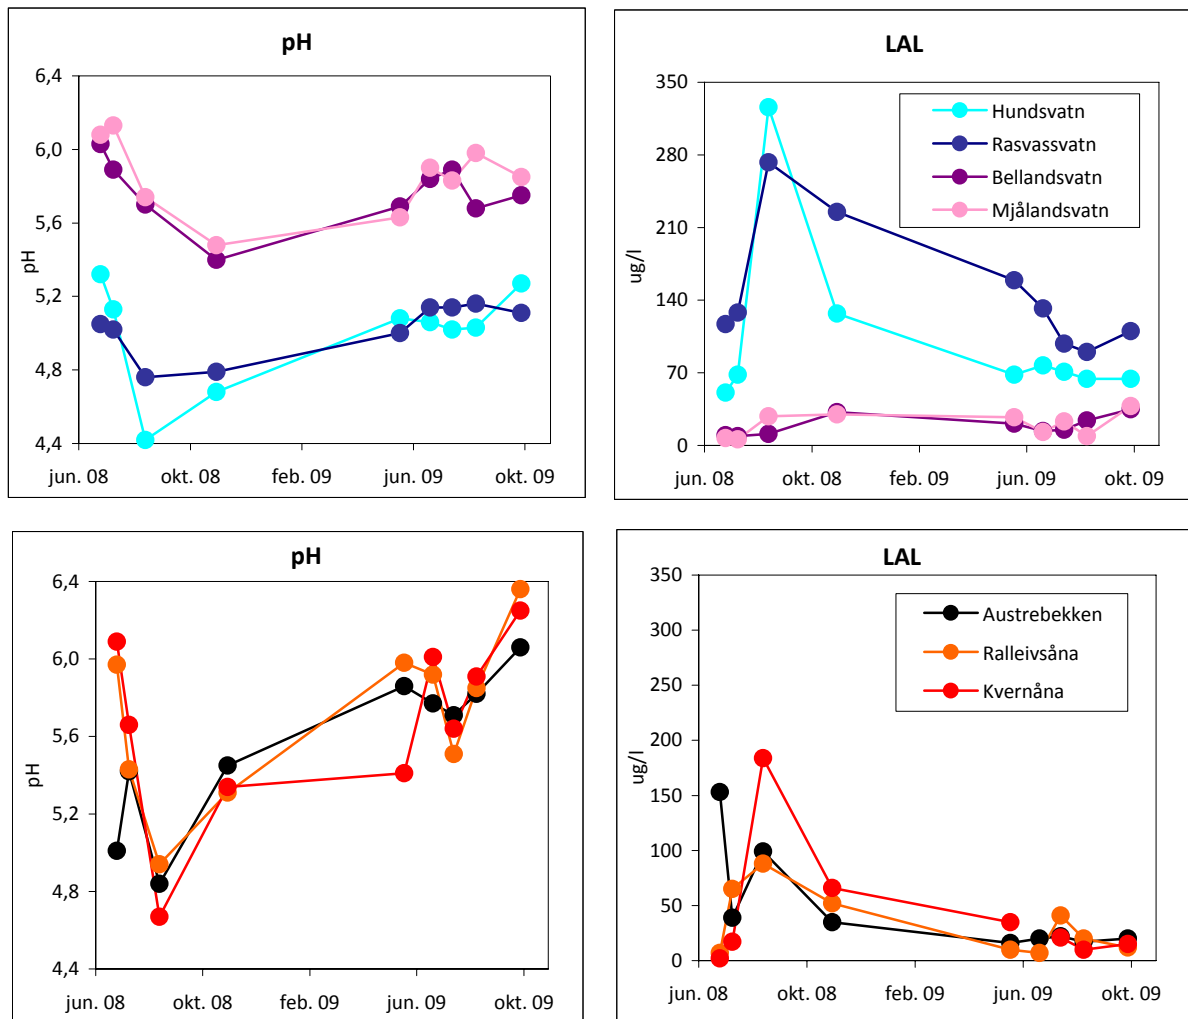 pH
6,4
6,0
5,6
5,2
4,8
4,4
pH
jun. 08 okt. 08 feb. 09 jun. 09 okt. 09
LAL
350
280
210
140
70
0
ug/l
jun. 08 okt. 08 feb. 09 jun. 09 okt. 09
Hundsvatn
Rasvassvatn
Bellandsvatn
Mjålandsvatn
pH
6,4
6,0
5,6
5,2
4,8
4,4
pH
jun. 08 okt. 08 feb. 09 jun. 09 okt. 09
LAL
350
300
250
200
150
100
50
0
ug/l
jun. 08 okt. 08 feb. 09 jun. 09 okt. 09
Austrebekken
Ralleivsåna
Kvernåna